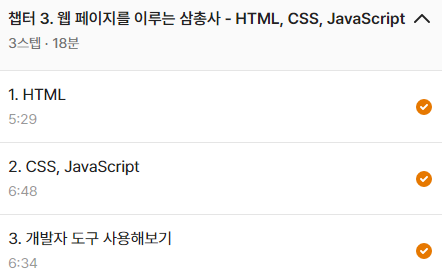 챕터 3. 웹 페이지를 이루는 삼총사 - HTML, CSS, JavaScript
3스텝 · 18분
1. HTML
5:29
2. CSS, JavaScript
6:48
3. 개발자 도구 사용해보기
6:34